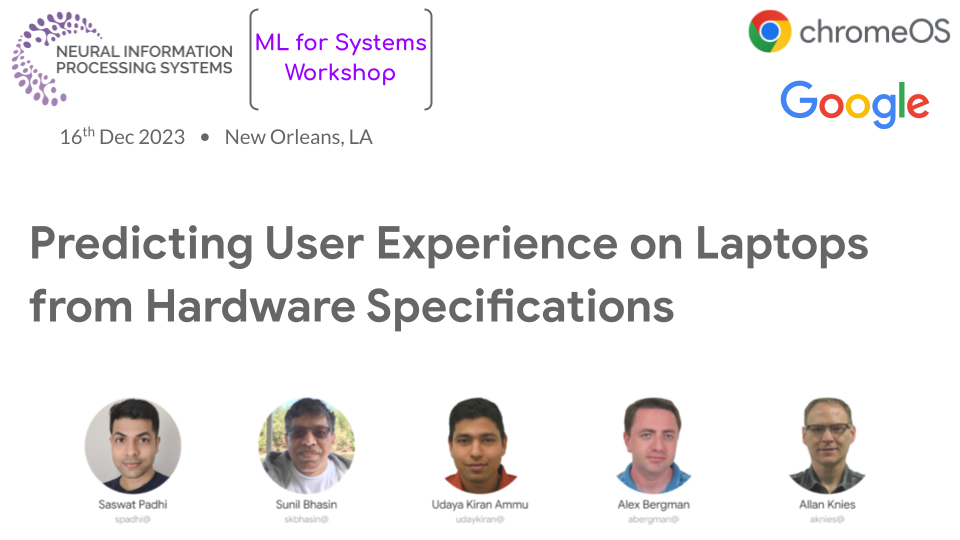 NEURAL INFORMATION
PROCESSING SYSTEMS
ML for Systems
Workshop
chromeOS
Google
16th Dec 2023 • New Orleans, LA
Predicting User Experience on Laptops
from Hardware Specifications
Saswat Padhi
spadhi@
Sunil Bhasin
skbhasin@
Udaya Kiran Ammu
udaykiran@
Alex Bergman
abergman@
Allan Knies
aknies@